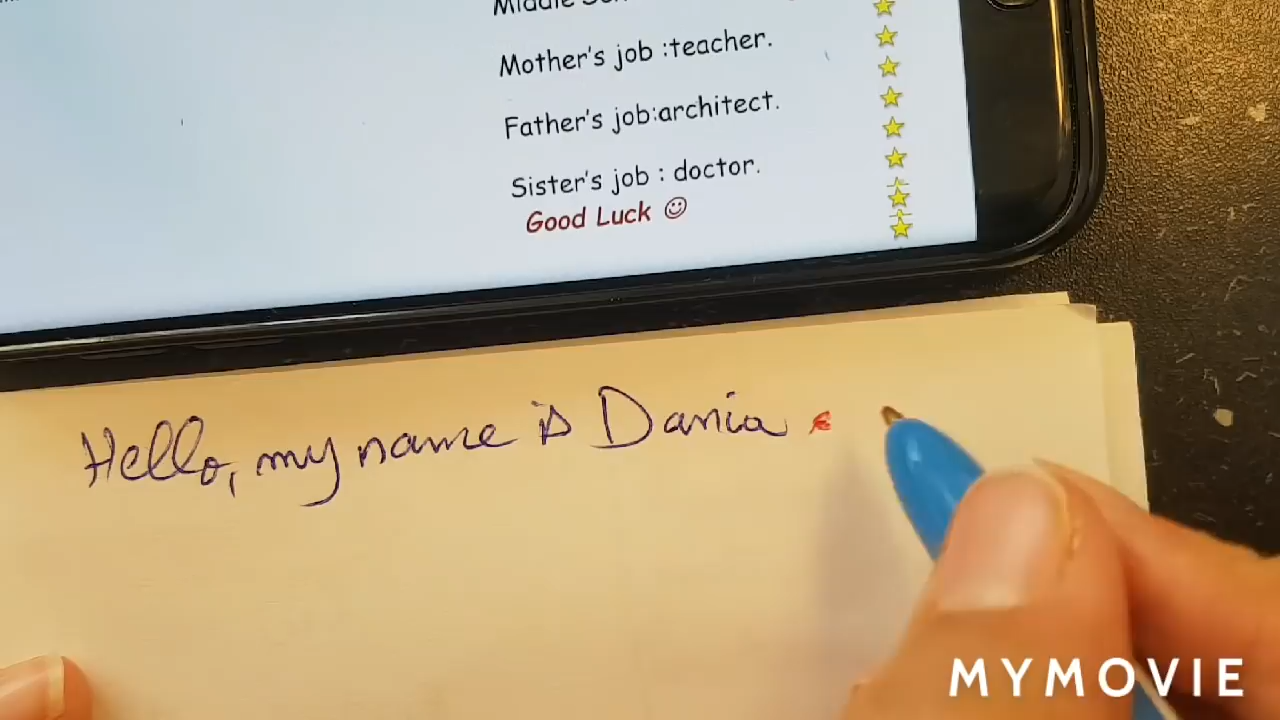 Mother's job :teacher.
Father's job:architect.
Sister's job : doctor.
Good Luck ☺
Hello, my name is Dania
MYMOVIE